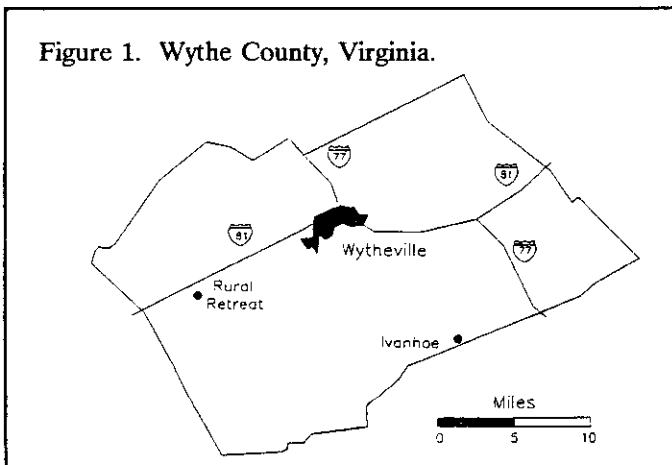 Figure 1. Wythe County, Virginia.
77
81
81
Wytheville
77
Rural
Retreat
Ivanhoe
Miles
0 5 10